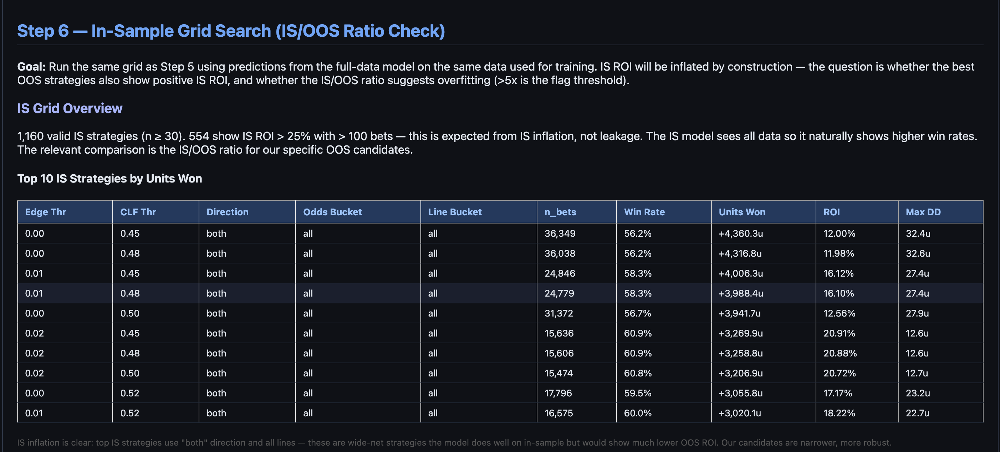 Step 6 — In-Sample Grid Search (IS/OOS Ratio Check)
Goal: Run the same grid as Step 5 using predictions from the full-data model on the same data used for training. IS ROI will be inflated by construction — the question is whether the best
OOS strategies also show positive IS ROI, and whether the IS/OOS ratio suggests overfitting (>5x is the flag threshold).
IS Grid Overview
1,160 valid IS strategies (n ≥ 30). 554 show IS ROI > 25% with > 100 bets — this is expected from IS inflation, not leakage. The IS model sees all data so it naturally shows higher win rates.
The relevant comparison is the IS/OOS ratio for our specific OOS candidates.
Top 10 IS Strategies by Units Won
Edge Thr CLF Thr Direction Odds Bucket Line Bucket n_bets Win Rate Units Won ROI Max DD
0.00 0.45 both all all 36,349 56.2% +4,360.3u 12.00% 32.4u
0.00 0.48 both all all 36,038 56.2% +4,316.8u 11.98% 32.6u
0.01 0.45 both all all 24,846 58.3% +4,006.3u 16.12% 27.4u
0.01 0.48 both all all 24,779 58.3% +3,988.4u 16.10% 27.4u
0.00 0.50 both all all 31,372 56.7% +3,941.7u 12.56% 27.9u
0.02 0.45 both all all 15,636 60.9% +3,269.9u 20.91% 12.6u
0.02 0.48 both all all 15,606 60.9% +3,258.8u 20.88% 12.6u
0.02 0.50 both all all 15,474 60.8% +3,206.9u 20.72% 12.7u
0.00 0.52 both all all 17,796 59.5% +3,055.8u 17.17% 23.2u
0.01 0.52 both all all 16,575 60.0% +3,020.1u 18.22% 22.7u
IS inflation is clear: top IS strategies use "both" direction and all lines — these are wide-net strategies the model does well on in-sample but would show much lower OOS ROI. Our candidates are narrower, more robust.